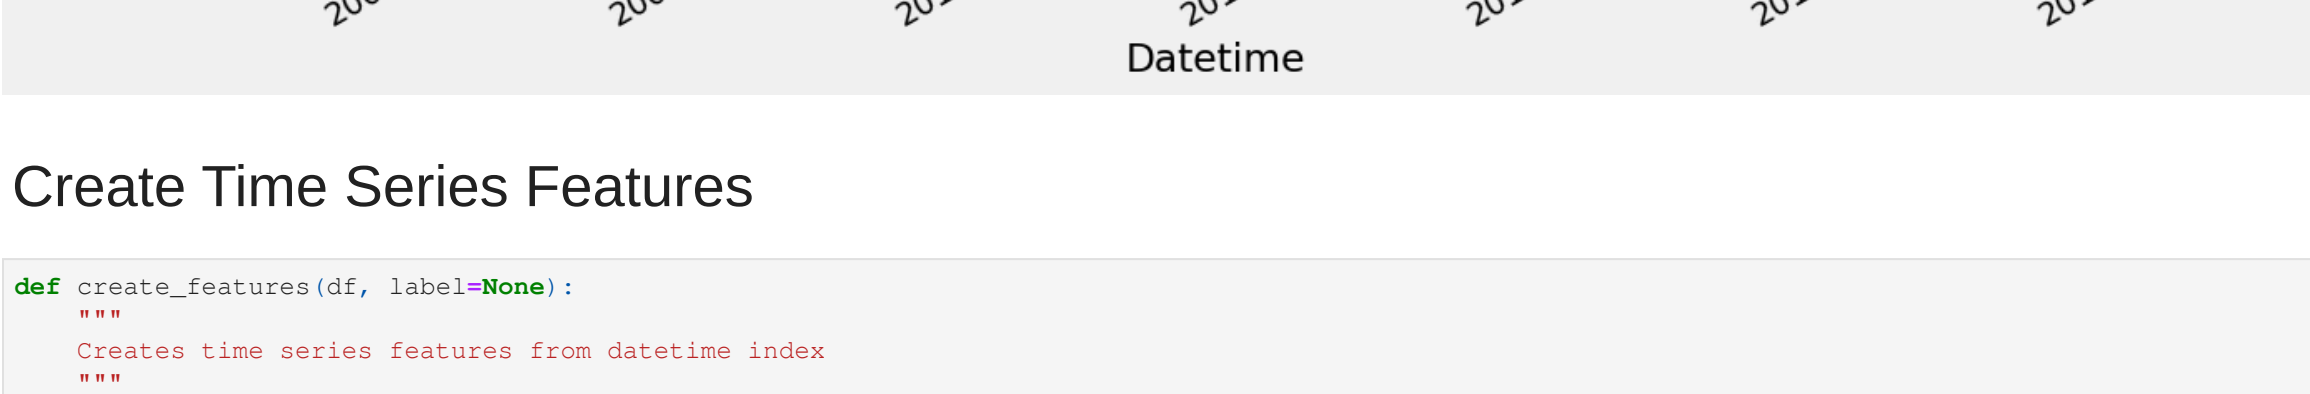 Datetime
Create Time Series Features
def create_features(df, label=None):
"""
Creates time series features from datetime index
"""